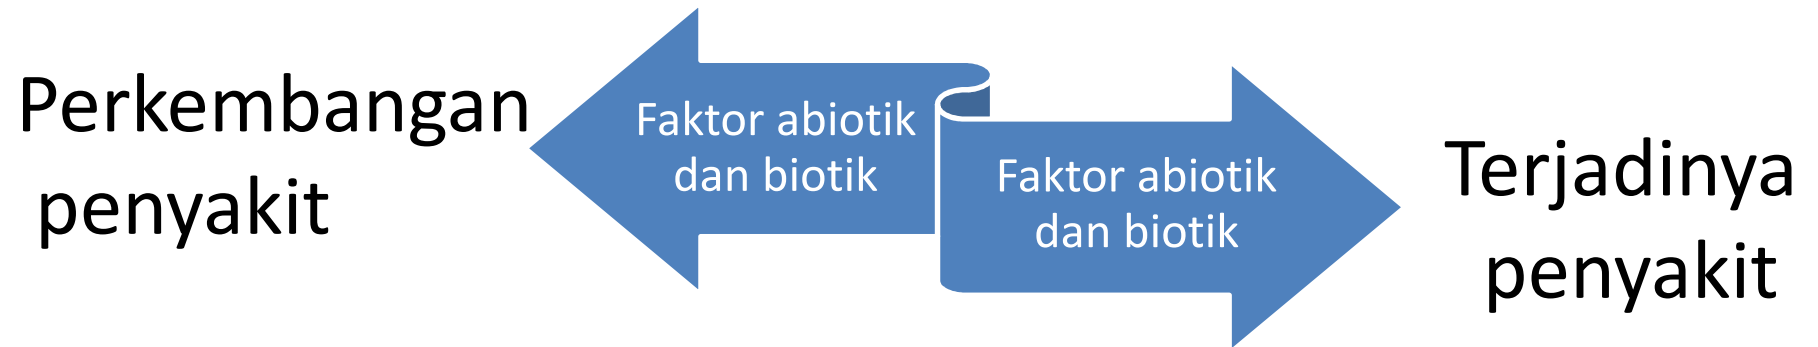 Perkembangan
penyakit
Faktor abiotik
dan biotik
Faktor abiotik
dan biotik
Terjadinya
penyakit